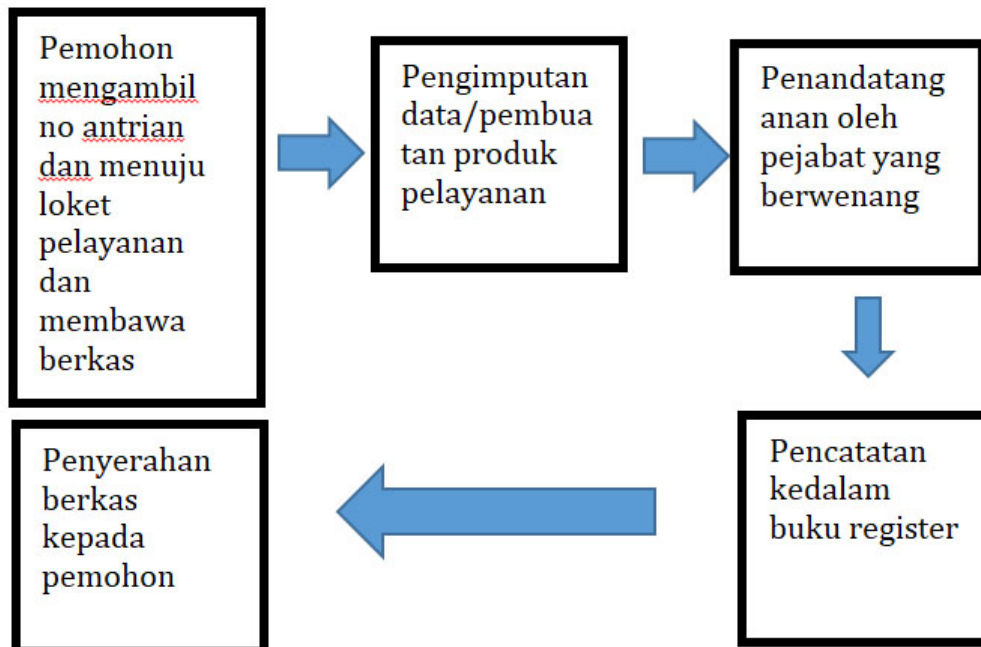 Pemohon
mengambil
no antrian
dan menuju
loket
pelayanan
dan
membawa
berkas
Pengimputan
data/pembua
tan produk
pelayanan
Penandatang
anan oleh
pejabat yang
berwenang
Pencatatan
kedalam
buku register
Penyerahan
berkas
kepada
pemohon